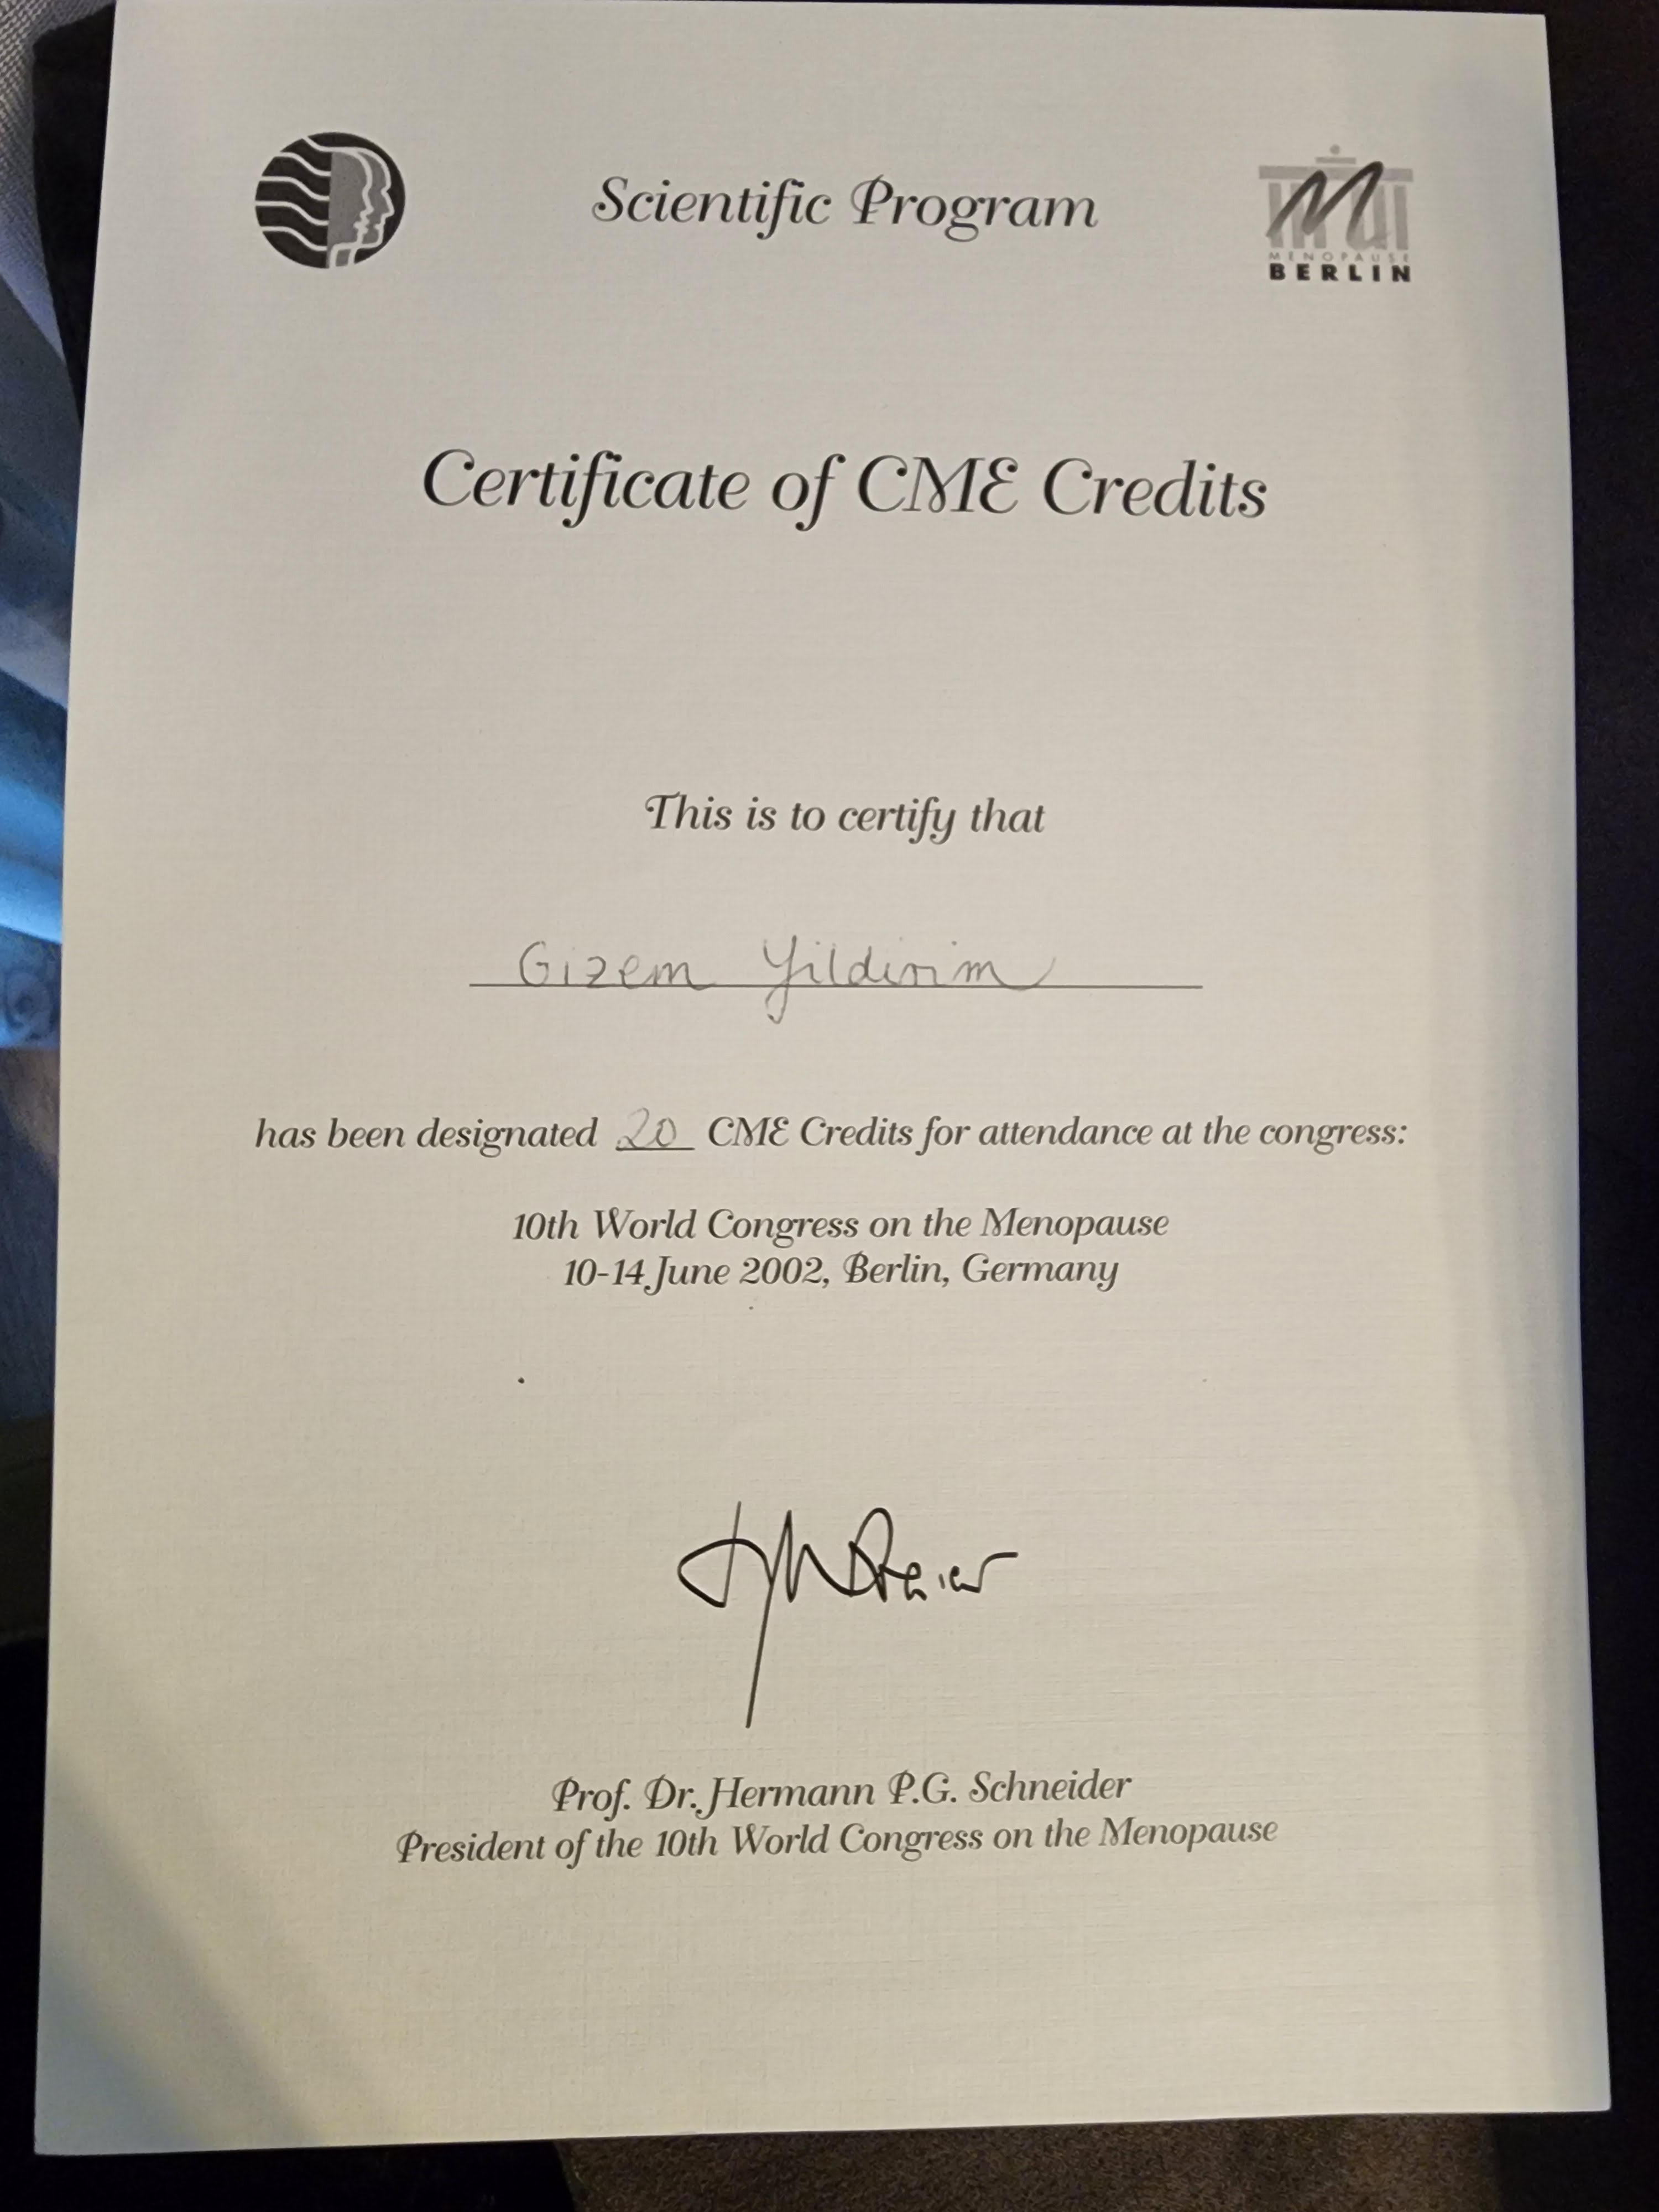 Scientific Program
MENOPAUSE
BERLIN
Certificate of CME Credits
This is to certify that
Gizem Yildirim
has been designated 20 CME Credits for attendance at the congress:
10th World Congress on the Menopause
10-14 June 2002, Berlin, Germany
Prof. Dr. Hermann P.G. Schneider
President of the 10th World Congress on the Menopause